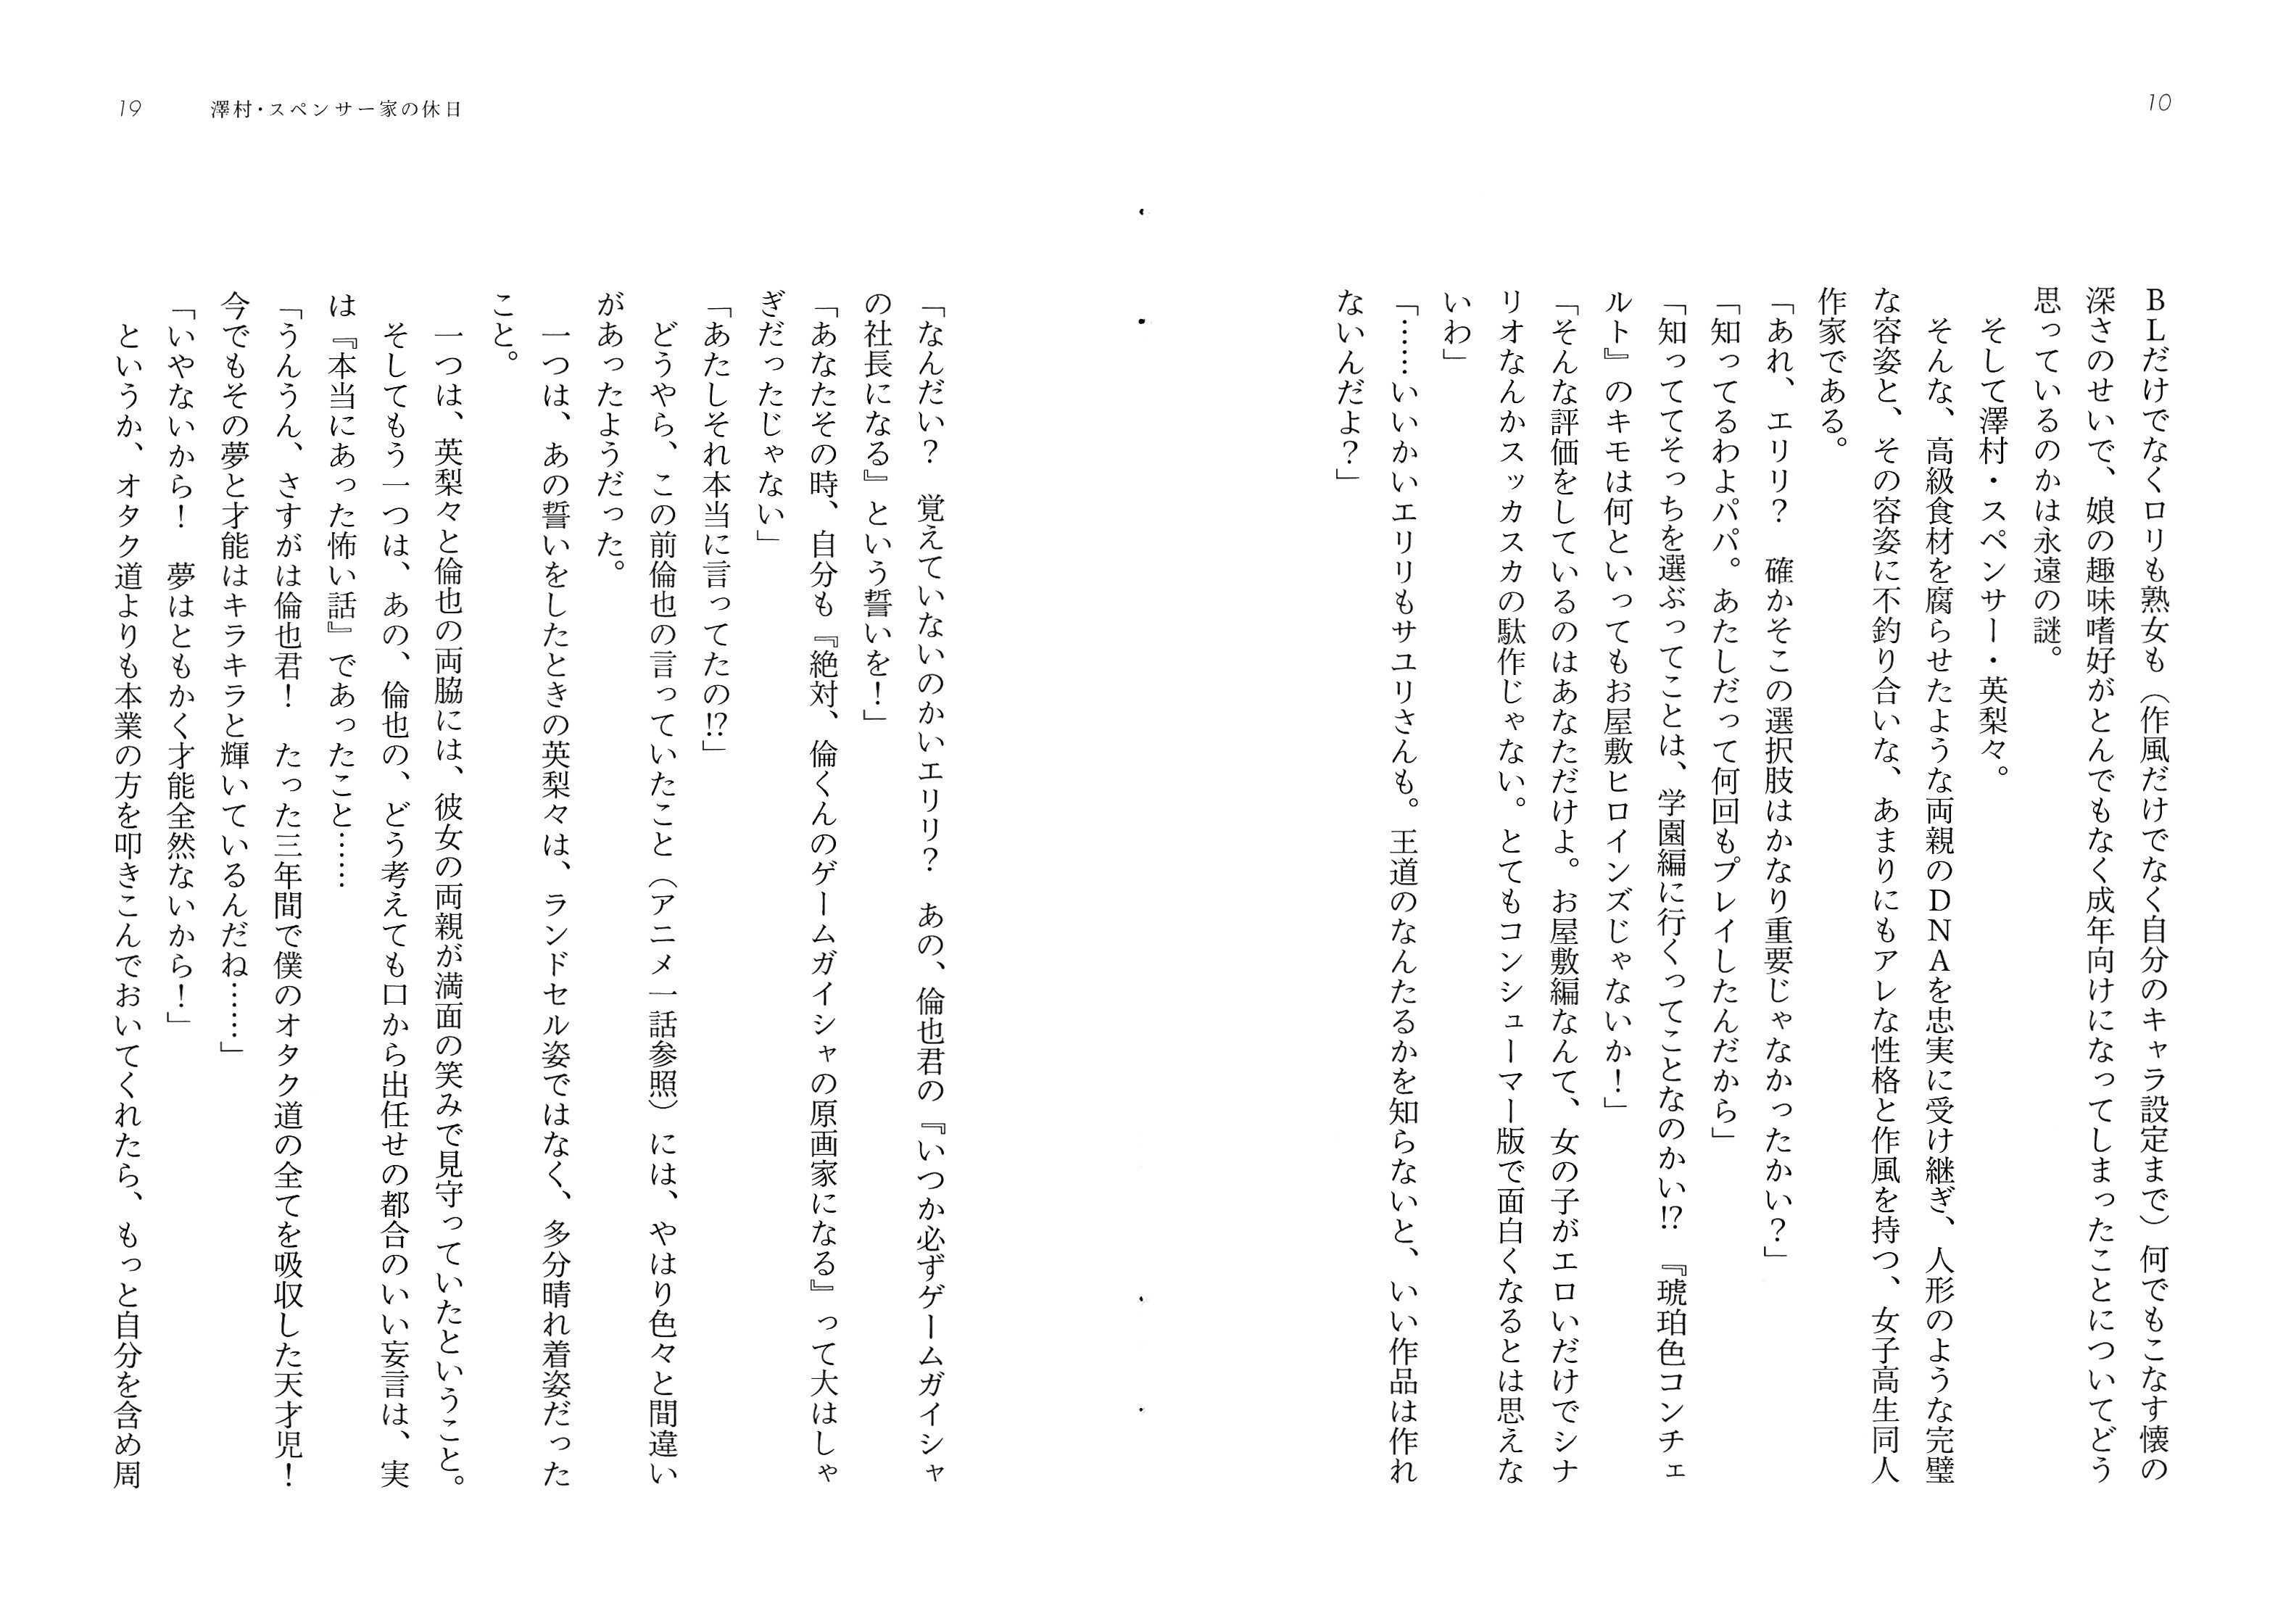 10
BLだけでなくロリも熟女も（作風だけでなく自分のキャラ設定まで）何でもこなす懐の
深さのせいで、娘の趣味嗜好がとんでもなく成年向けになってしまったことについてどう
思っているのかは永遠の謎。
そして澤村・スペンサー・英梨々。
そんな、高級食材を腐らせたような両親のDNAを忠実に受け継ぎ、人形のような完璧
な容姿と、その容姿に不釣り合いな、あまりにもアレな性格と作風を持つ、女子高生同人
作家である。
「あれ、エリリ？　確かそこの選択肢はかなり重要じゃなかったかい？」
「知ってるわよパパ。あたしだって何回もプレイしたんだから」
「知っててそっちを選ぶってことは、学園編に行くってことなのかい!?　『琥珀色コンチェ
ルト』のキモは何といってもお屋敷ヒロインズじゃないか！」
「そんな評価をしているのはあなただけよ。お屋敷編なんて、女の子がエロいだけでシナ
リオなんかスッカスカの駄作じゃない。とてもコンシューマー版で面白くなるとは思えな
いわ」
「……いいかいエリリもサユリさんも。王道のなんたるかを知らないと、いい作品は作れ
ないんだよ？」
19　澤村・スペンサー家の休日
「なんだい？　覚えていないのかいエリリ？　あの、倫也君の『いつか必ずゲームガイシャ
の社長になる』という誓いを！」
「あなたその時、自分も『絶対、倫くんのゲームガイシャの原画家になる』って大はしゃ
ぎだったじゃない」
「あたしそれ本当に言ってたの!?」
どうやら、この前倫也の言っていたこと（アニメ一話参照）には、やはり色々と間違い
があったようだった。
一つは、あの誓いをしたときの英梨々は、ランドセル姿ではなく、多分晴れ着姿だった
こと。
一つは、英梨々と倫也の両脇には、彼女の両親が満面の笑みで見守っていたということ。
そしてもう一つは、あの、倫也の、どう考えても口から出任せの都合のいい妄言は、実
は『本当にあった怖い話』であったこと……
「うんうん、さすがは倫也君！　たった三年間で僕のオタク道の全てを吸収した天才児！
今でもその夢と才能はキラキラと輝いているんだね……」
「いやないから！　夢はともかく才能全然ないから！」
というか、オタク道よりも本業の方を叩きこんでおいてくれたら、もっと自分を含め周